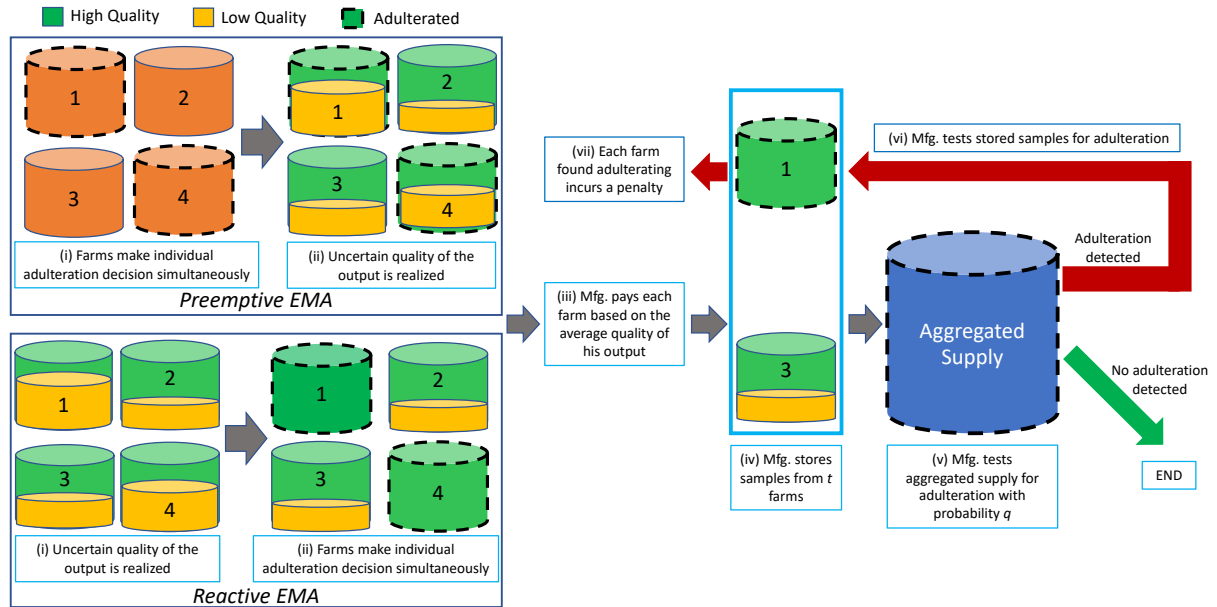 High Quality
Low Quality
Adulterated
1
2
3
4
(i) Farms make individual
adulteration decision simultaneously
1
2
3
4
(ii) Uncertain quality of the
output is realized
Preemptive EMA
1
2
3
4
(i) Uncertain quality of the
output is realized
1
2
3
4
(ii) Farms make individual
adulteration decision simultaneously
Reactive EMA
(iii) Mfg. pays each
farm based on the
average quality of
his output
(vii) Each farm
found adulterating
incurs a penalty
1
3
(iv) Mfg. stores
samples from t
farms
Aggregated
Supply
(v) Mfg. tests
aggregated supply for
adulteration with
probability q
(vi) Mfg. tests stored samples for adulteration
Adulteration
detected
No adulteration
detected
END